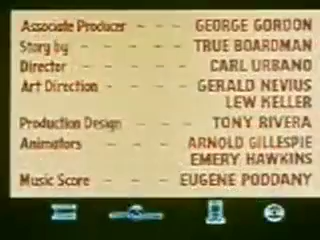 Associate Producer - - - GEORGE GORDON
Story by - - - - - - TRUE BOARDMAN
Director - - - - - - CARL URBANO
Art Direction - - - - GERALD NEVIUS
LEW KELLER
Production Design - - - TONY RIVERA
Animators - - - - ARNOLD GILLESPIE
EMERY HAWKINS
Music Score - - - EUGENE PODDANY